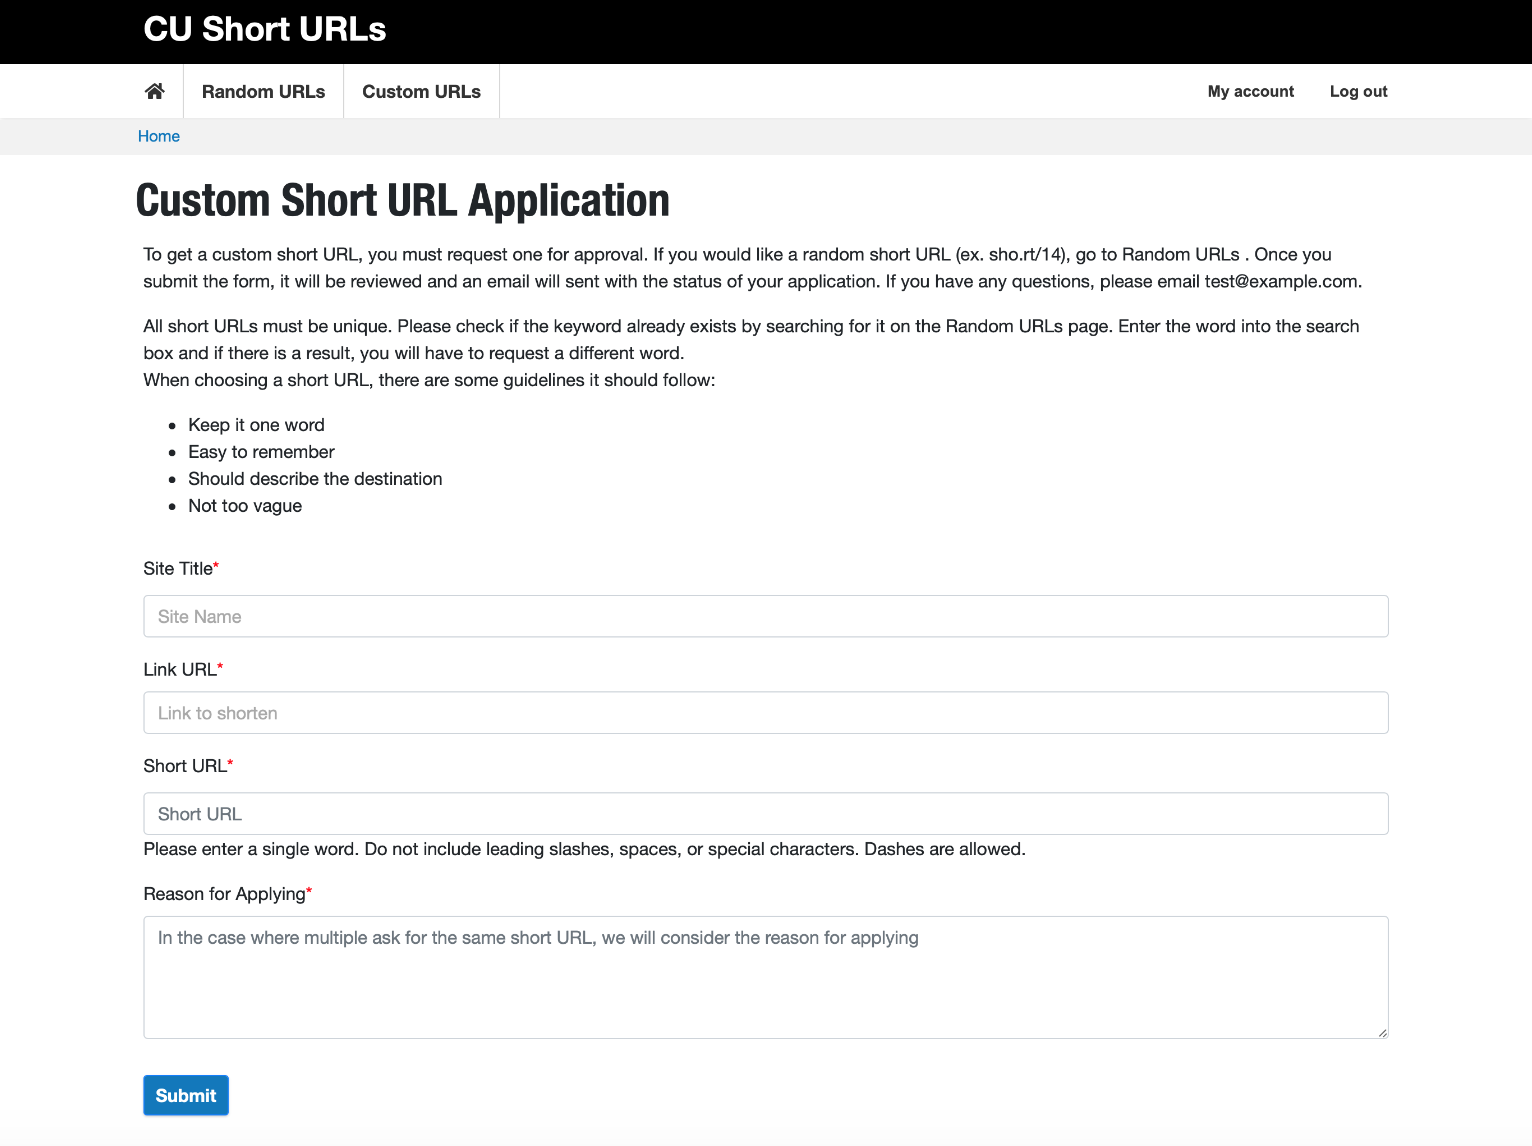 CU Short URLs
Random URLs
Custom URLs
My account
Log out
Home
Custom Short URL Application
To get a custom short URL, you must request one for approval. If you would like a random short URL (ex. sho.rt/14), go to Random URLs . Once you
submit the form, it will be reviewed and an email will sent with the status of your application. If you have any questions, please email test@example.com.
All short URLs must be unique. Please check if the keyword already exists by searching for it on the Random URLs page. Enter the word into the search
box and if there is a result, you will have to request a different word.
When choosing a short URL, there are some guidelines it should follow:
• Keep it one word
• Easy to remember
• Should describe the destination
• Not too vague
Site Title*
Site Name
Link URL*
Link to shorten
Short URL*
Short URL
Please enter a single word. Do not include leading slashes, spaces, or special characters. Dashes are allowed.
Reason for Applying*
In the case where multiple ask for the same short URL, we will consider the reason for applying
Submit